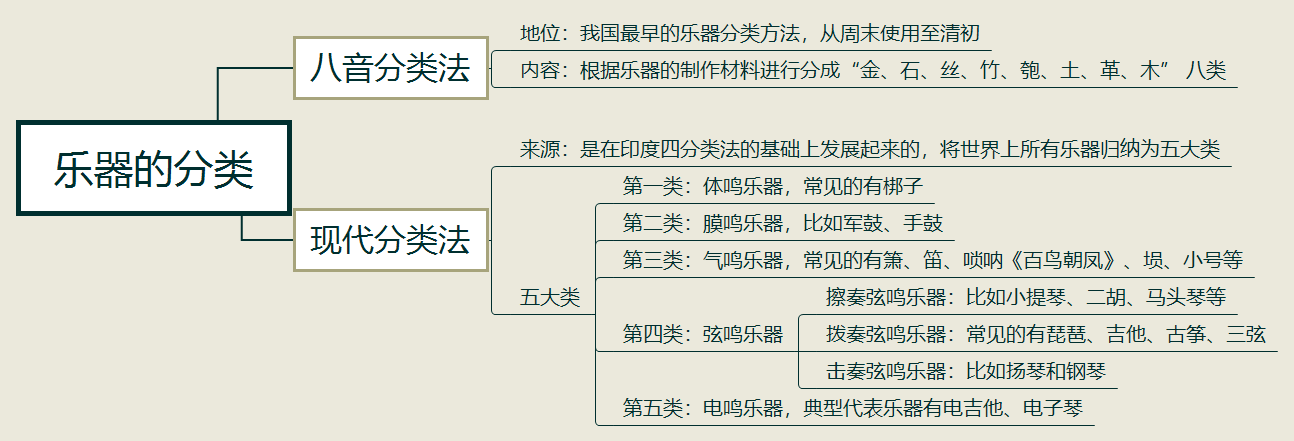 乐器的分类
八音分类法
地位：我国最早的乐器分类方法，从周末使用至清初
内容：根据乐器的制作材料进行分成“金、石、丝、竹、匏、土、革、木” 八类
现代分类法
来源：是在印度四分类法的基础上发展起来的，将世界上所有乐器归纳为五大类
五大类
第一类：体鸣乐器，常见的有梆子
第二类：膜鸣乐器，比如军鼓、手鼓
第三类：气鸣乐器，常见的有箫、笛、唢呐《百鸟朝凤》、埙、小号等
第四类：弦鸣乐器
擦奏弦鸣乐器：比如小提琴、二胡、马头琴等
拨奏弦鸣乐器：常见的有琵琶、吉他、古筝、三弦
击奏弦鸣乐器：比如扬琴和钢琴
第五类：电鸣乐器，典型代表乐器有电吉他、电子琴